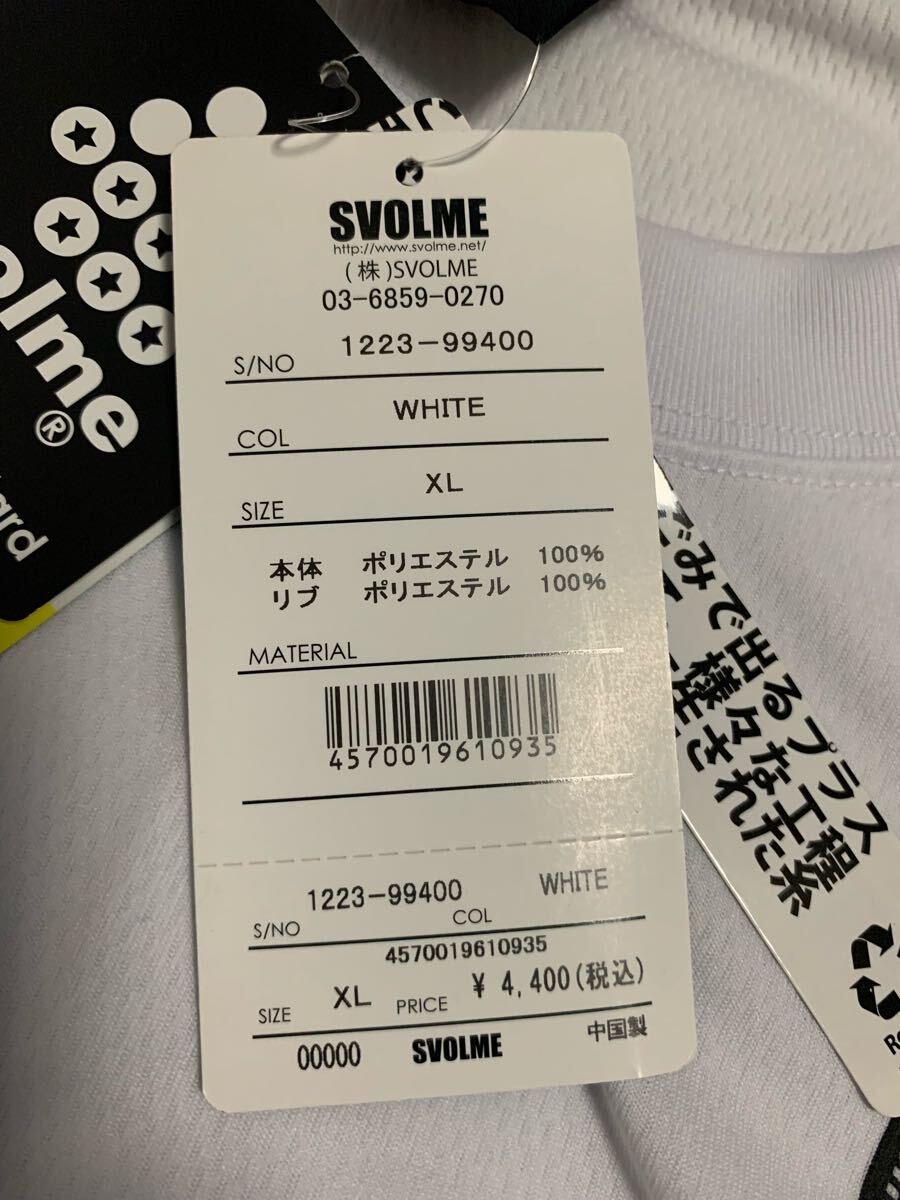 SVOLME
http://www.svolme.net/
(株)SVOLME
03-6859-0270
S/NO 1223-99400
COL WHITE
SIZE XL
本体 ポリエステル 100%
リブ ポリエステル 100%
MATERIAL
4570019610935
S/NO 1223-99400 COL WHITE
4570019610935
SIZE XL PRICE ¥ 4,400(税込)
00000 SVOLME 中国製
olme®
ard
ごみで出るプラス
様々な工程
された糸